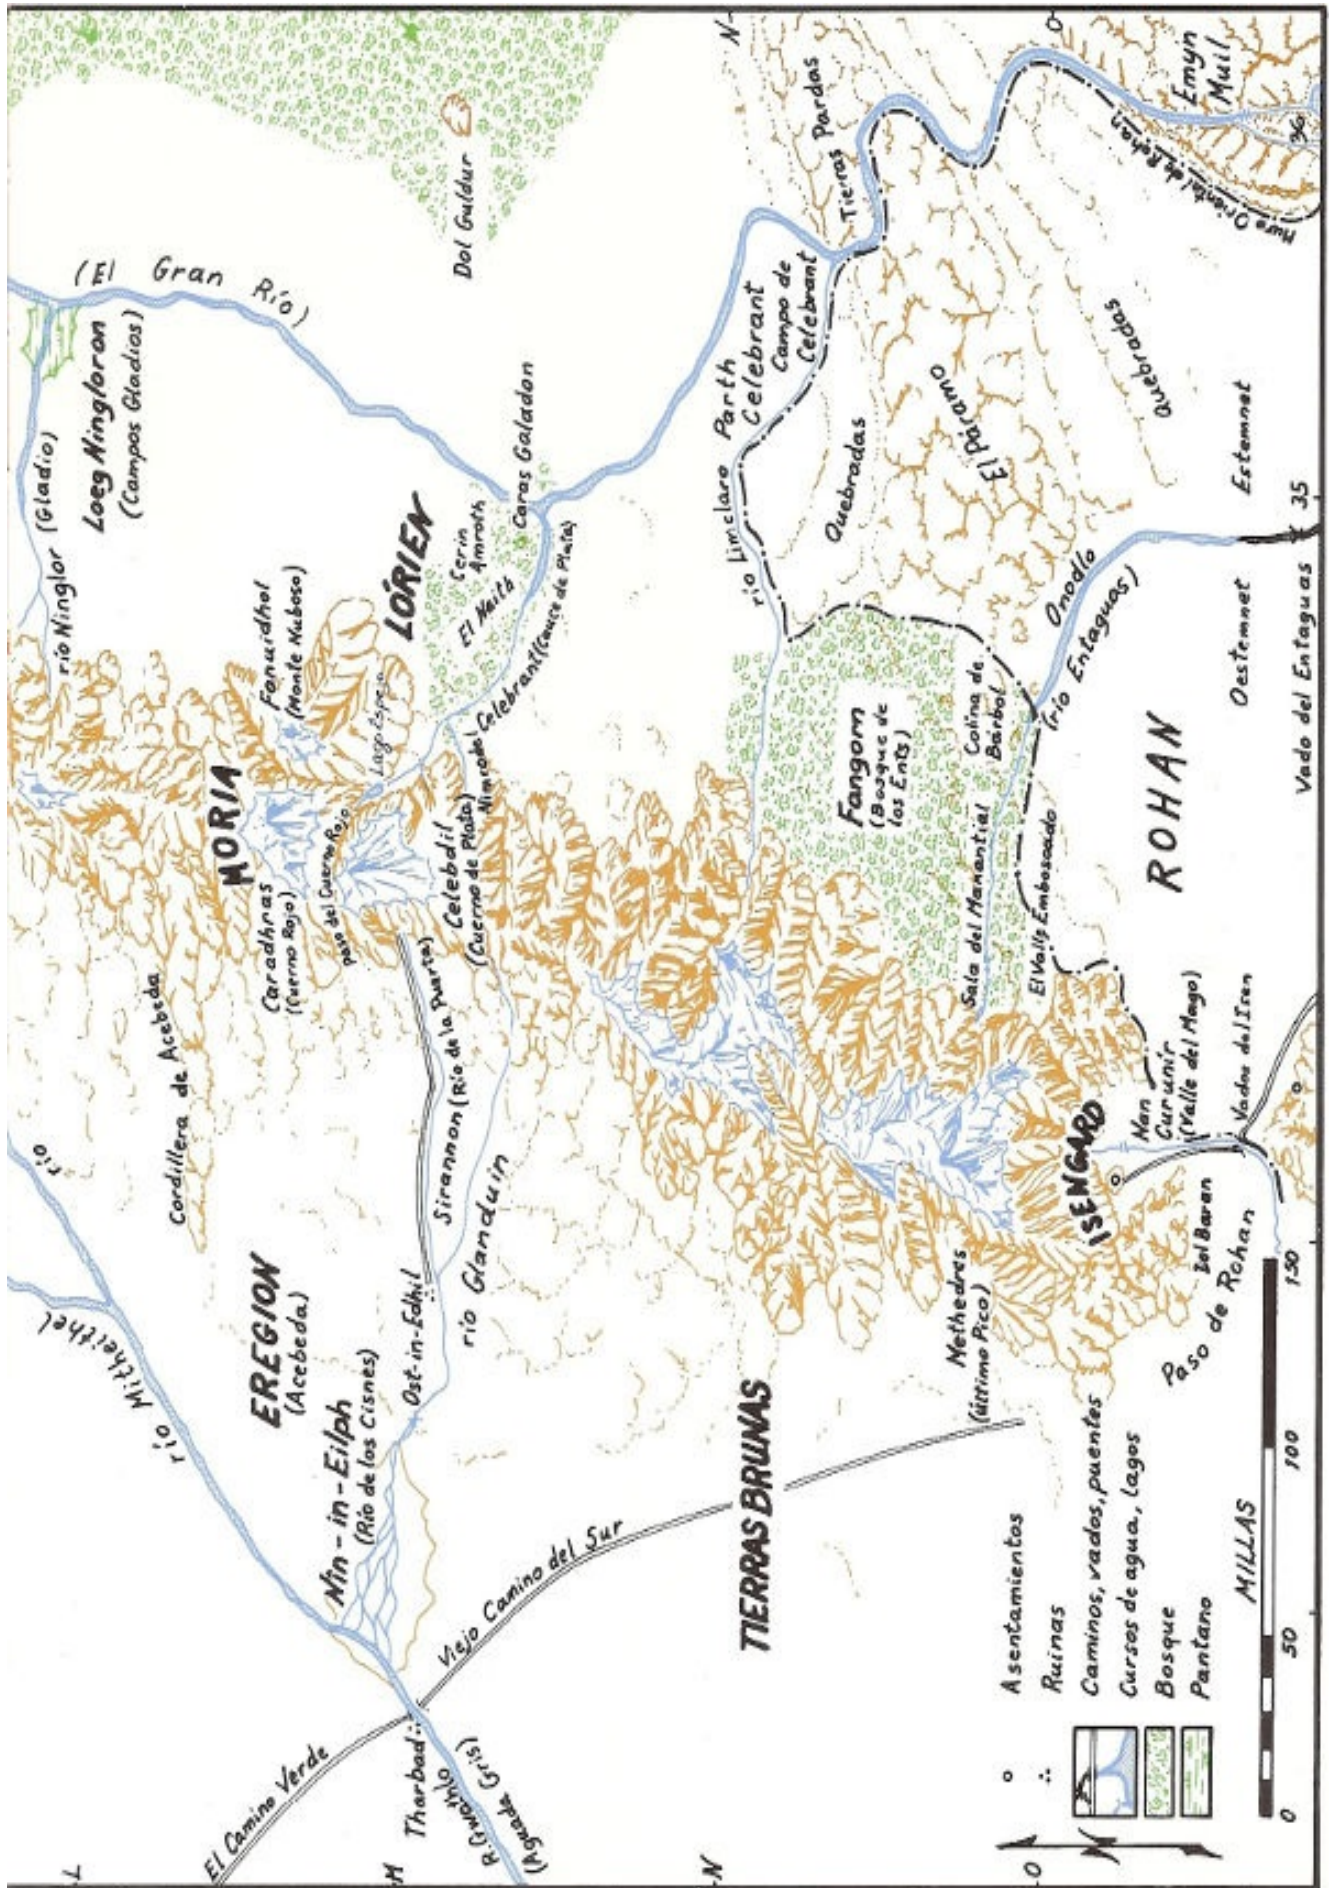 L
M
N
O
N
O
35
El Camino Verde
Tharbad
R. Gwathló
(Aguada Gris)
río Mitheithel
río
Nin-in-Eilph
(Río de los Cisnes)
EREGION
(Acebeda)
Ost-in-Edhil
Sirannon (Río de la Puerta)
río Glanduin
Viejo Camino del Sur
TIERRAS BRUNAS
Cordillera de Acebeda
Caradhras
(Cuerno Rojo)
MORIA
Paso del Cuerno Rojo
Celebdil
(Cuerno de Plata)
Fanuidhol
(Monte Nuboso)
Lago Espejo
Nimrodel
Celebrant (Cauce de Plata)
LÓRIEN
El Naith
Cerin
Amroth
Caras Galadon
río Ninglor (Gladio)
Loeg Ningloron
(Campos Gladios)
(El Gran Río)
Dol Guldur
río Limclaro
Parth
Celebrant
Campo de
Celebrant
Tierras Pardas
Emyn
Muil
Muro Oriental de Rohan
Quebradas
El Páramo
Quebradas
Fangorn
(Bosque de
los Ents)
Colina de
Bárbol
Sala del Manantial
El Valle Emboscado
Onodló
(río Entaguas)
Estemnet
Oestemnet
Vado del Entaguas
ROHAN
Nethedres
(Último Pico)
ISENGARD
Nan
Curunír
(Valle del Mago)
Vados del Isen
Dol Baran
Paso de Rohan
Asentamientos
Ruinas
Caminos, vados, puentes
Cursos de agua, lagos
Bosque
Pantano
MILLAS
0 50 100 150